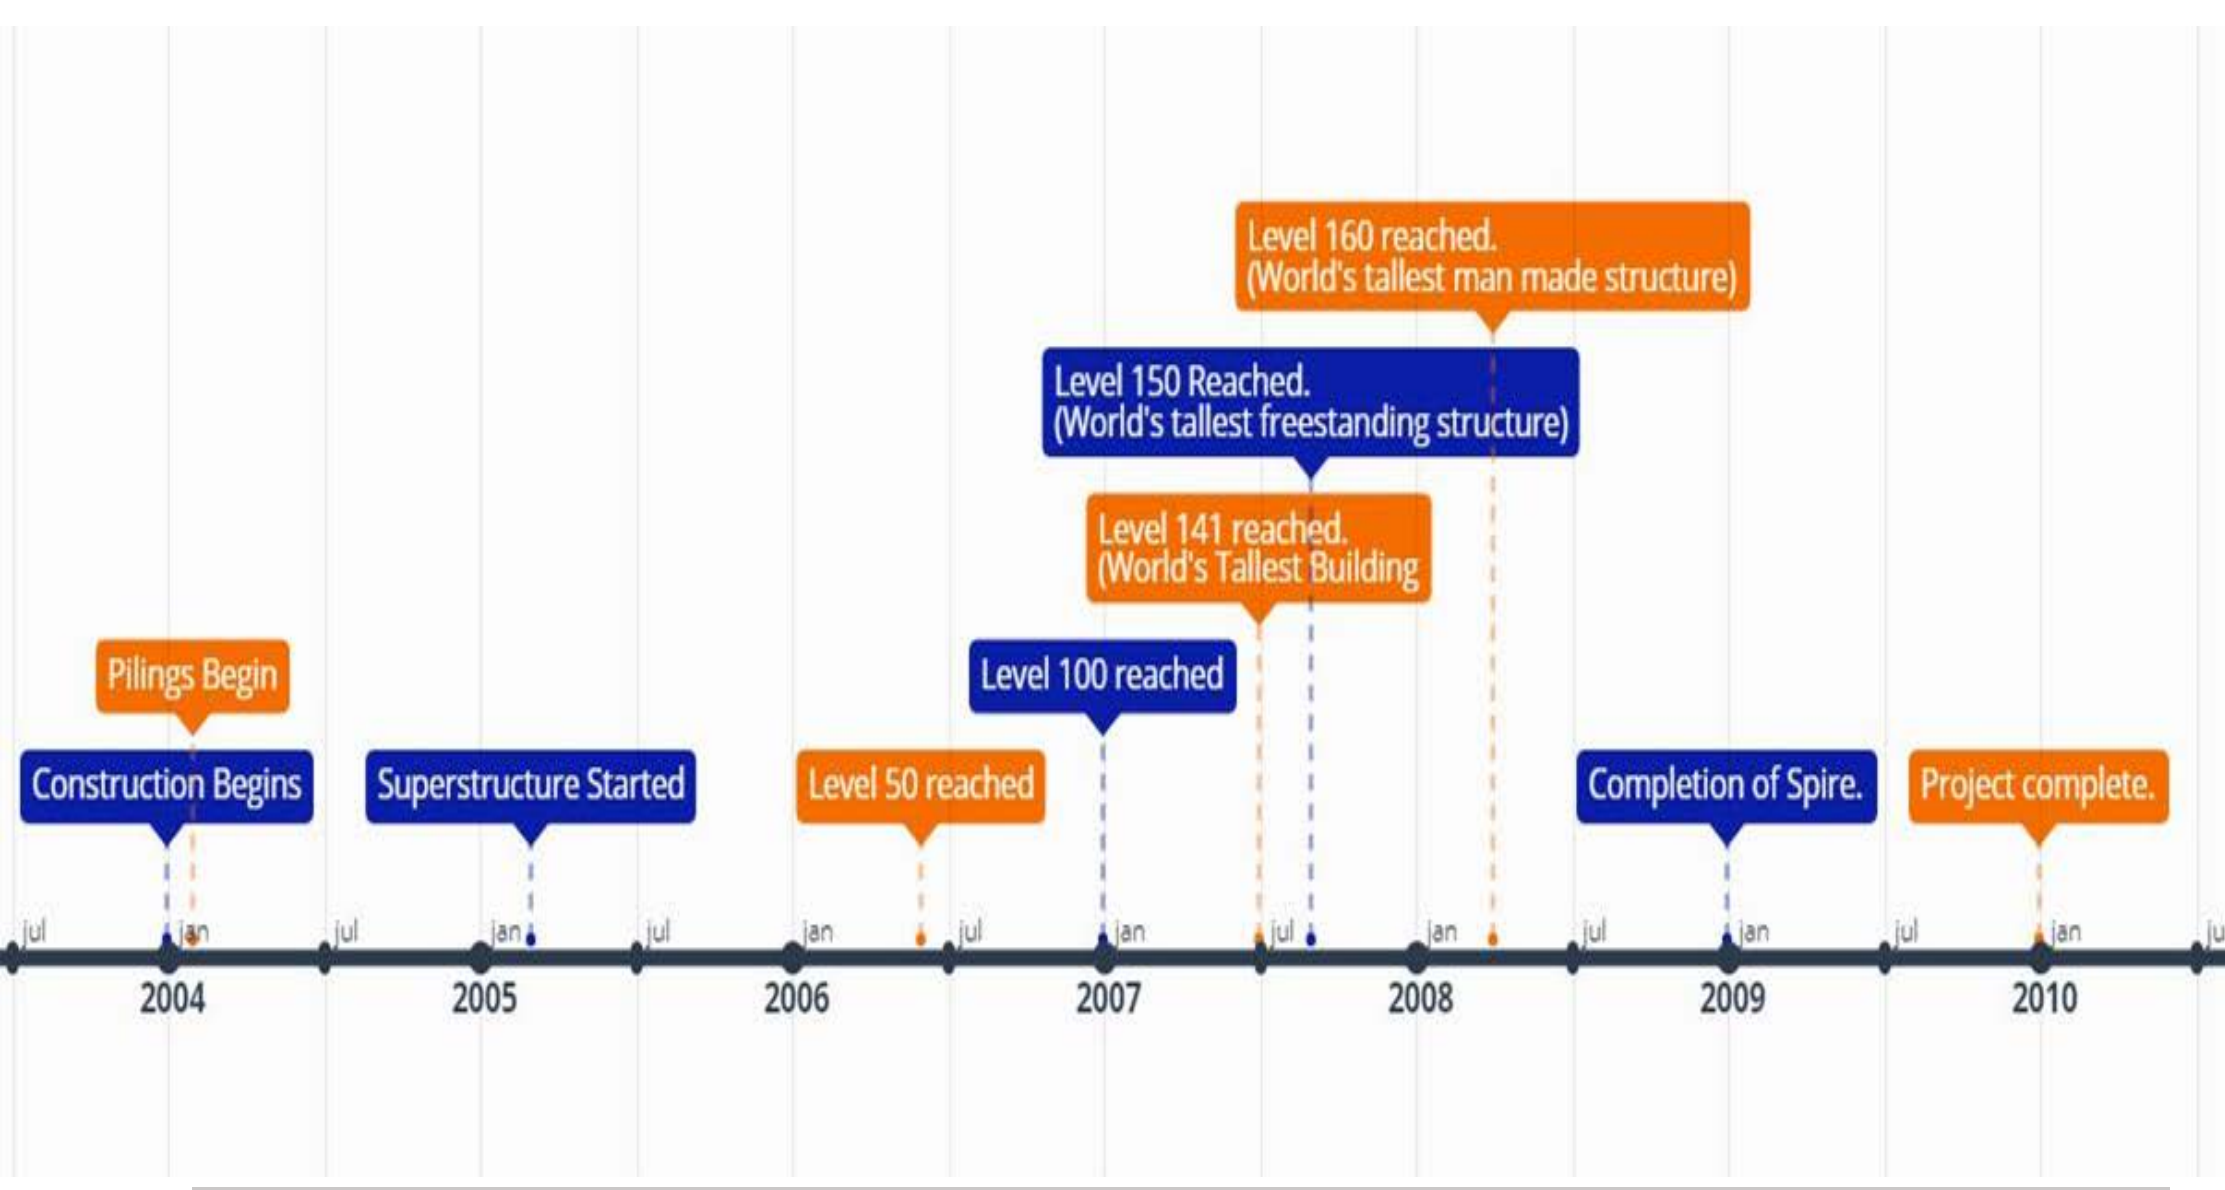 Level 160 reached.
(World's tallest man made structure)
Level 150 Reached.
(World's tallest freestanding structure)
Level 141 reached.
(World's Tallest Building
Pilings Begin
Level 100 reached
Construction Begins
Superstructure Started
Level 50 reached
Completion of Spire.
Project complete.
jul jan jul jan jul jan jul jan jul jan jul jan jul jan ju
2004 2005 2006 2007 2008 2009 2010